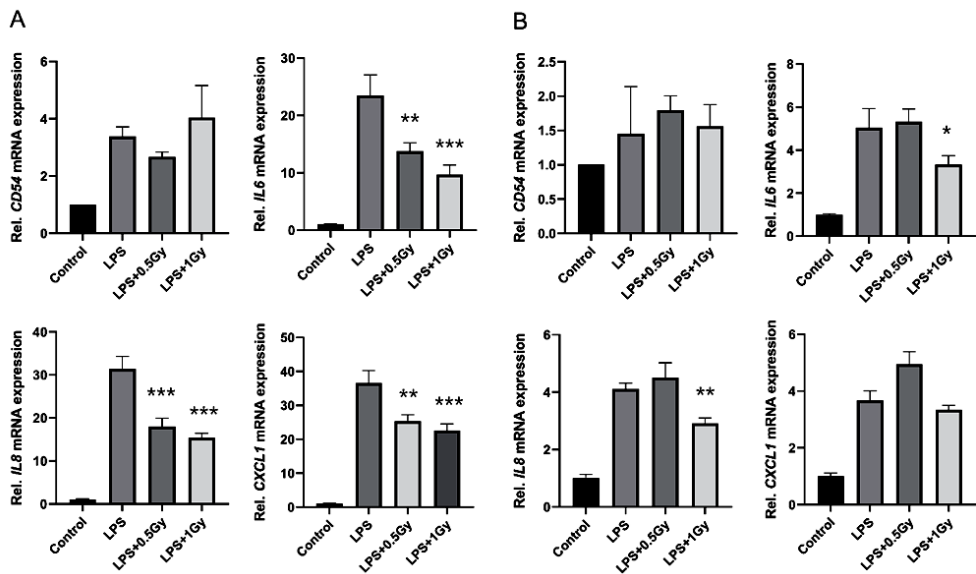 A
Rel. CD54 mRNA expression
6
4
2
0
Control
LPS
LPS+0.5Gy
LPS+1Gy
Rel. IL6 mRNA expression
30
20
10
0
**
***
Control
LPS
LPS+0.5Gy
LPS+1Gy
Rel. IL8 mRNA expression
40
30
20
10
0
***
***
Control
LPS
LPS+0.5Gy
LPS+1Gy
Rel. CXCL1 mRNA expression
50
40
30
20
10
0
**
***
Control
LPS
LPS+0.5Gy
LPS+1Gy
B
Rel. CD54 mRNA expression
2.5
2.0
1.5
1.0
0.5
0.0
Control
LPS
LPS+0.5Gy
LPS+1Gy
Rel. IL6 mRNA expression
8
6
4
2
0
*
Control
LPS
LPS+0.5Gy
LPS+1Gy
Rel. IL8 mRNA expression
6
4
2
0
**
Control
LPS
LPS+0.5Gy
LPS+1Gy
Rel. CXCL1 mRNA expression
6
4
2
0
Control
LPS
LPS+0.5Gy
LPS+1Gy